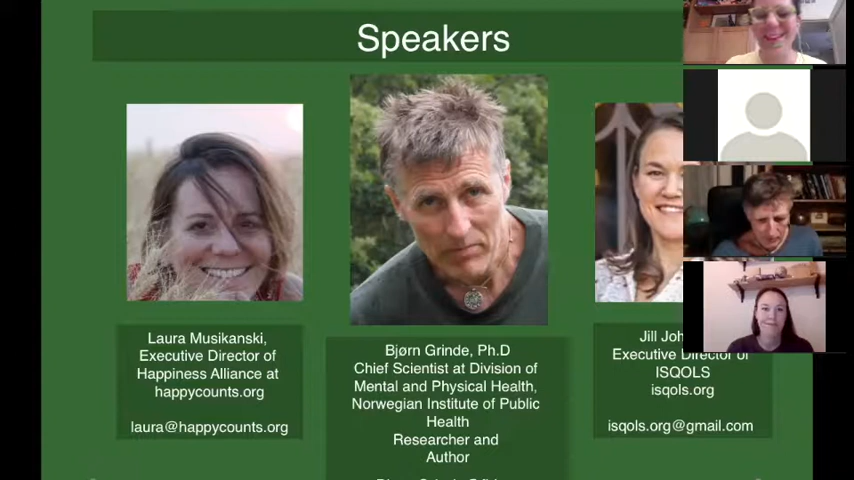 Speakers
Laura Musikanski,
Executive Director of
Happiness Alliance at
happycounts.org
laura@happycounts.org
Bjørn Grinde, Ph.D
Chief Scientist at Division of
Mental and Physical Health,
Norwegian Institute of Public
Health
Researcher and
Author
Jill Joh
Executive Director of
ISQOLS
isqols.org
isqols.org@gmail.com